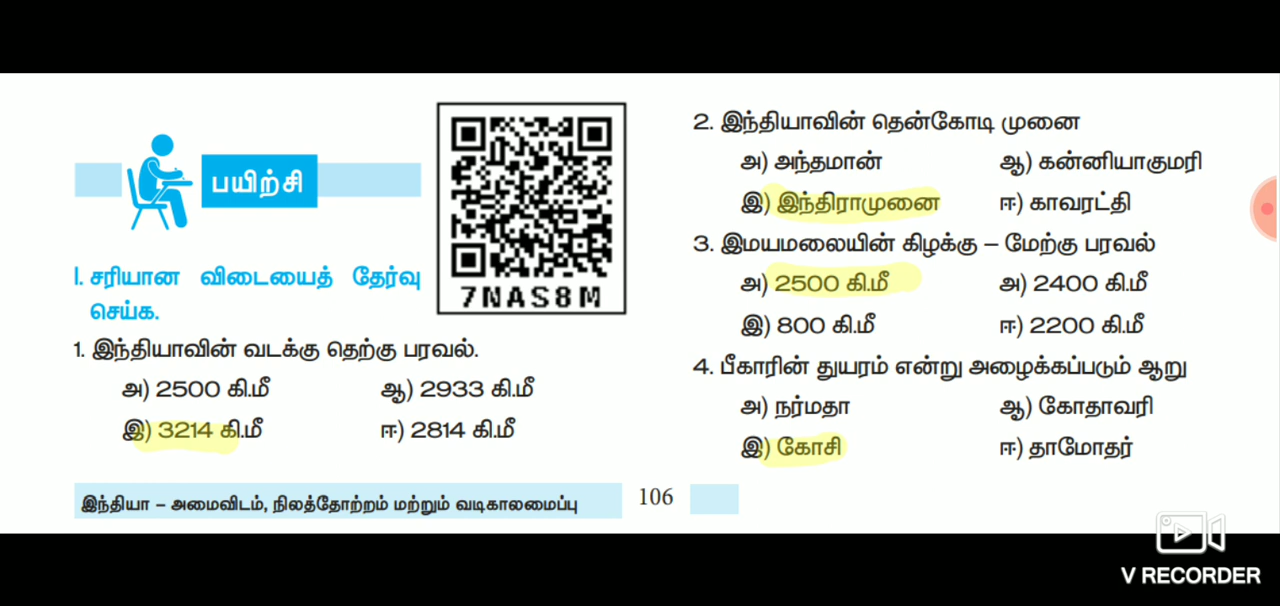 பயிற்சி
7NAS8M
I. சரியான விடையைத் தேர்வு
செய்க.
1. இந்தியாவின் வடக்கு தெற்கு பரவல்.
அ) 2500 கி.மீ ஆ) 2933 கி.மீ
இ) 3214 கி.மீ ஈ) 2814 கி.மீ
இந்தியா – அமைவிடம், நிலத்தோற்றம் மற்றும் வடிகாலமைப்பு
106
2. இந்தியாவின் தென்கோடி முனை
அ) அந்தமான் ஆ) கன்னியாகுமரி
இ) இந்திராமுனை ஈ) காவரட்தி
3. இமயமலையின் கிழக்கு – மேற்கு பரவல்
அ) 2500 கி.மீ அ) 2400 கி.மீ
இ) 800 கி.மீ ஈ) 2200 கி.மீ
4. பீகாரின் துயரம் என்று அழைக்கப்படும் ஆறு
அ) நர்மதா ஆ) கோதாவரி
இ) கோசி ஈ) தாமோதர்
V RECORDER